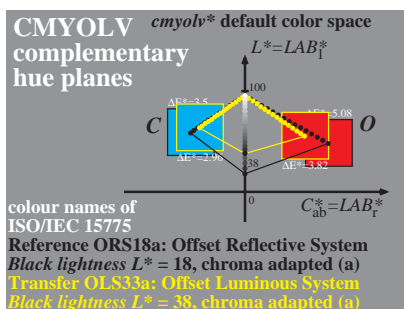 CMYOLV
complementary
hue planes
cmyolv* default color space
L*=LAB*l
100
ΔE*=3.5
ΔE*=5.08
C
O
ΔE*=2.96
38
ΔE*=3.82
0
C*ab=LAB*r
colour names of
ISO/IEC 15775
Reference ORS18a: Offset Reflective System
Black lightness L* = 18, chroma adapted (a)
Transfer OLS33a: Offset Luminous System
Black lightness L* = 38, chroma adapted (a)